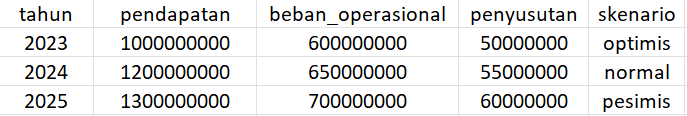 tahun pendapatan beban_operasional penyusutan skenario
2023 1000000000 600000000 50000000 optimis
2024 1200000000 650000000 55000000 normal
2025 1300000000 700000000 60000000 pesimis